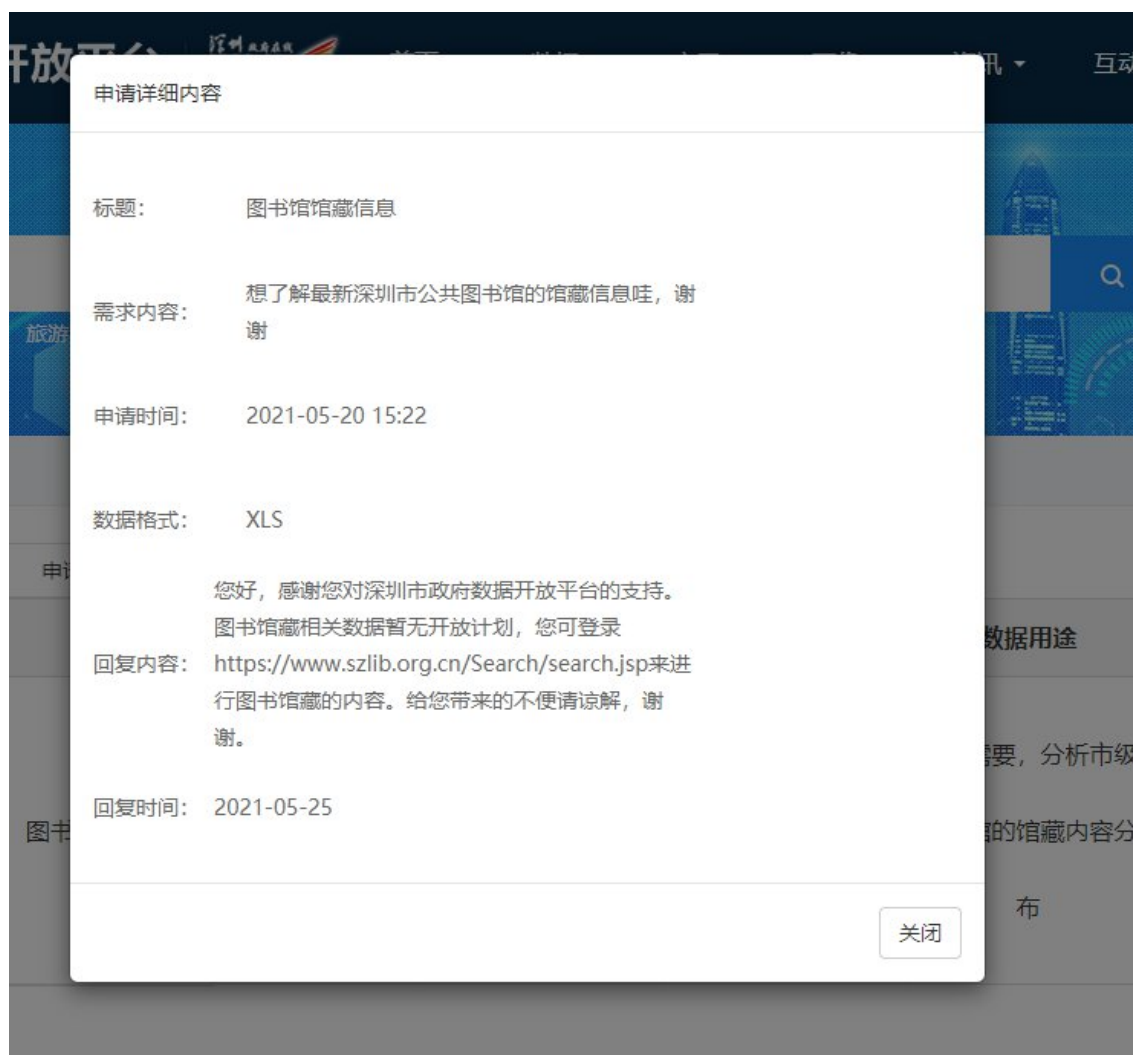 开放平台
深圳政府在线
资讯
互动
申请详细内容
标题： 图书馆馆藏信息
需求内容： 想了解最新深圳市公共图书馆的馆藏信息哇，谢
谢
旅游
申请时间： 2021-05-20 15:22
数据格式： XLS
您好，感谢您对深圳市政府数据开放平台的支持。
图书馆藏相关数据暂无开放计划，您可登录
回复内容： https://www.szlib.org.cn/Search/search.jsp来进
行图书馆藏的内容。给您带来的不便请谅解，谢
谢。
数据用途
需要，分析市级
回复时间： 2021-05-25
图书
馆的馆藏内容分
布
关闭